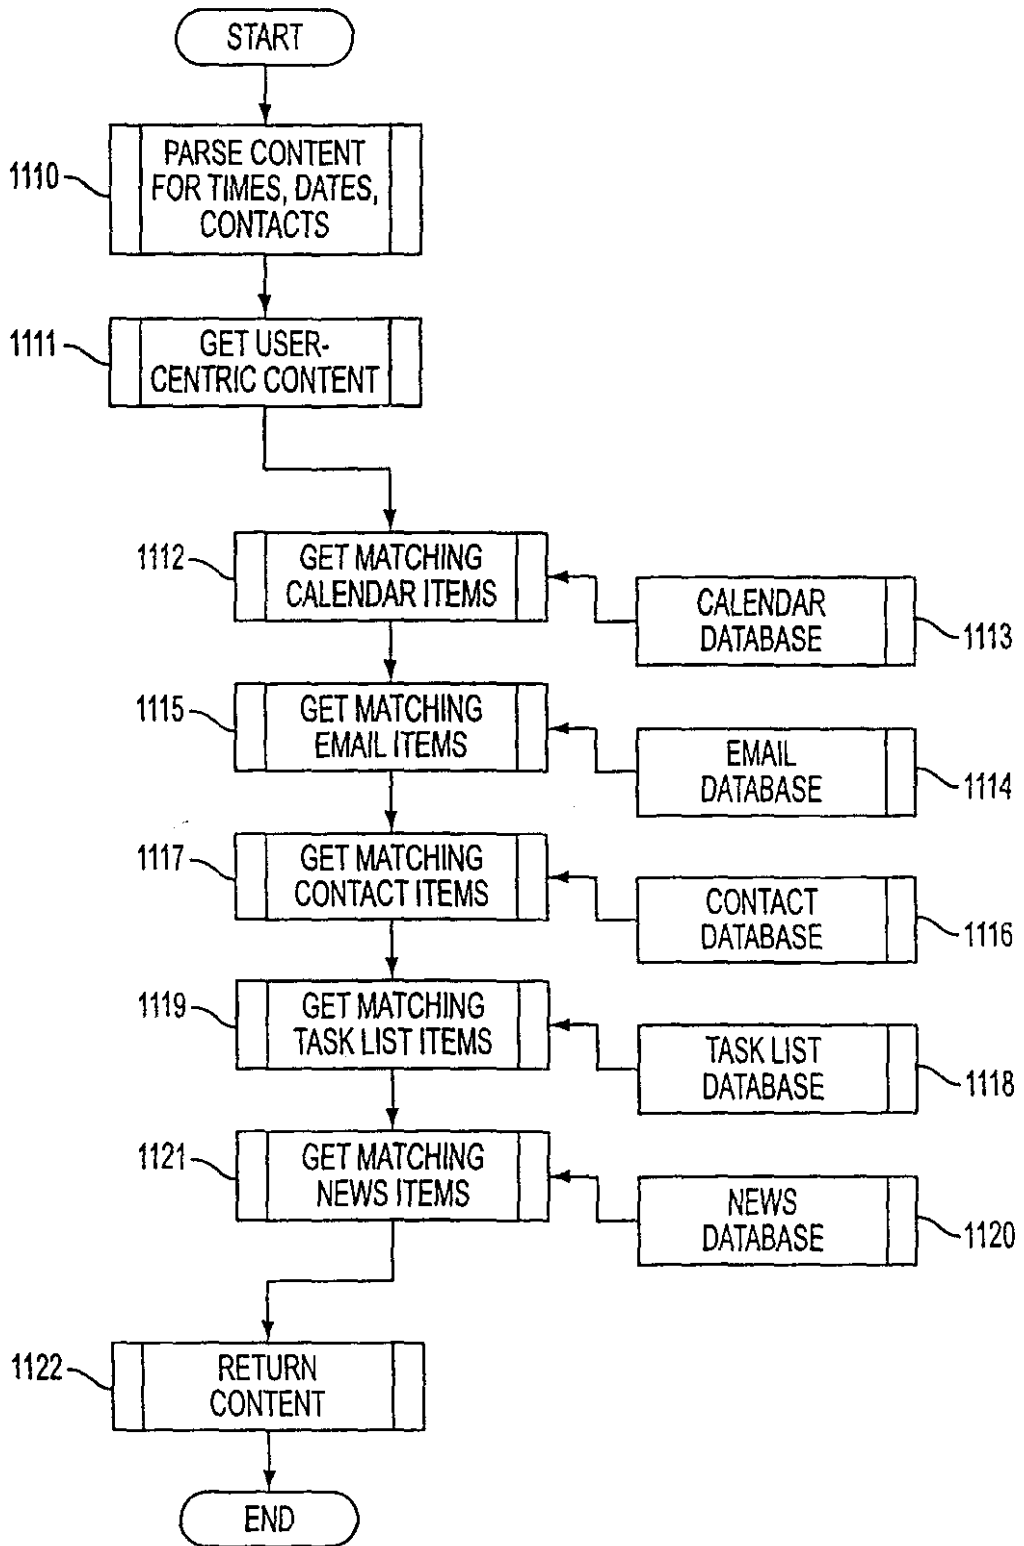 START
1110
PARSE CONTENT
FOR TIMES, DATES,
CONTACTS
1111
GET USER-
CENTRIC CONTENT
1112
GET MATCHING
CALENDAR ITEMS
CALENDAR
DATABASE
1113
1115
GET MATCHING
EMAIL ITEMS
EMAIL
DATABASE
1114
1117
GET MATCHING
CONTACT ITEMS
CONTACT
DATABASE
1116
1119
GET MATCHING
TASK LIST ITEMS
TASK LIST
DATABASE
1118
1121
GET MATCHING
NEWS ITEMS
NEWS
DATABASE
1120
1122
RETURN
CONTENT
END